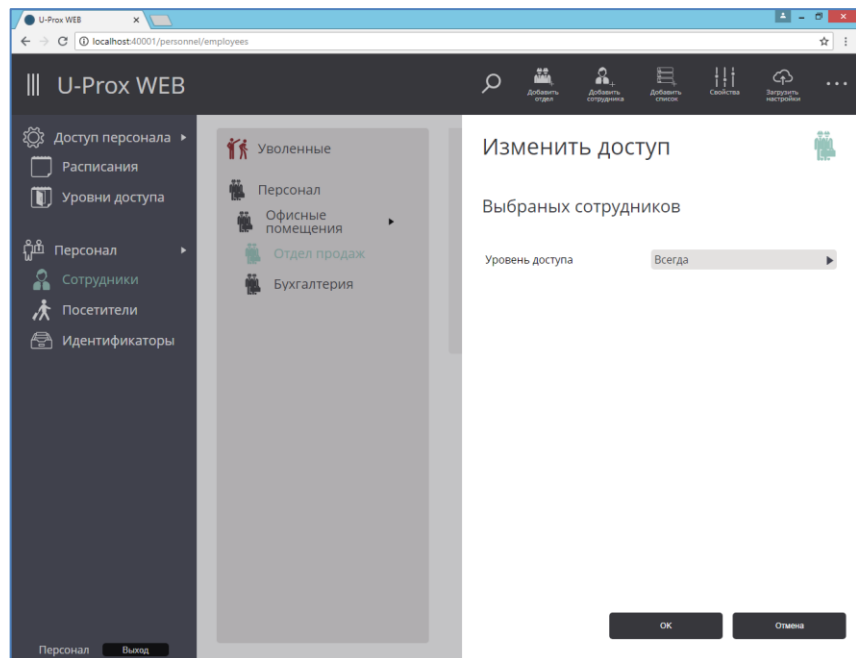 U-Prox WEB
localhost:40001/personnel/employees
U-Prox WEB
Добавить отдел
Добавить сотрудника
Добавить список
Свойства
Загрузить настройки
Доступ персонала
Расписания
Уровни доступа
Персонал
Сотрудники
Посетители
Идентификаторы
Персонал
Выход
Уволенные
Персонал
Офисные
помещения
Отдел продаж
Бухгалтерия
Изменить доступ
Выбраных сотрудников
Уровень доступа
Всегда
ОК
Отмена